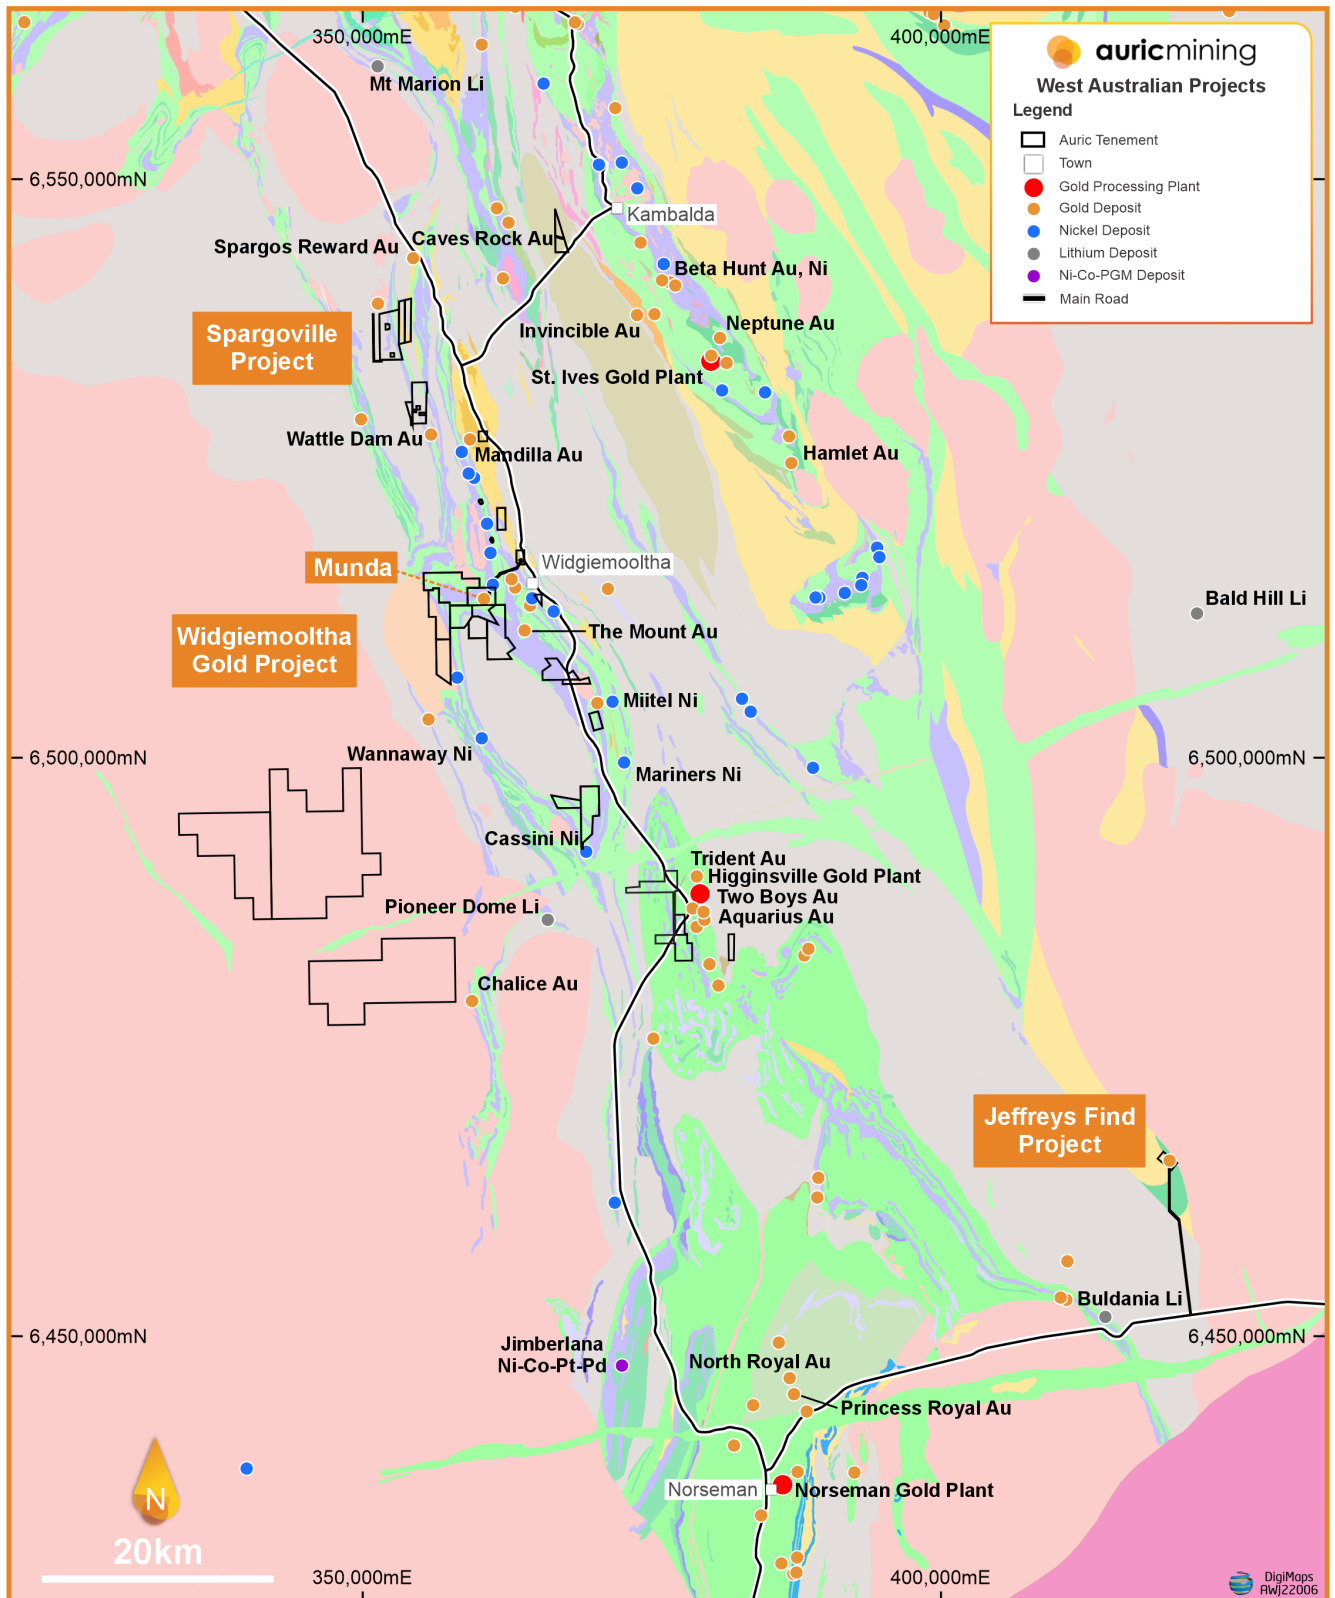 350,000mE
400,000mE
auricmining
West Australian Projects
Legend
Auric Tenement
Town
Gold Processing Plant
Gold Deposit
Nickel Deposit
Lithium Deposit
Ni-Co-PGM Deposit
Main Road
Mt Marion Li
6,550,000mN
Kambalda
Spargos Reward Au
Caves Rock Au
Beta Hunt Au, Ni
Spargoville
Project
Invincible Au
Neptune Au
St. Ives Gold Plant
Wattle Dam Au
Mandilla Au
Hamlet Au
Munda
Widgiemooltha
Bald Hill Li
Widgiemooltha
Gold Project
The Mount Au
Miitel Ni
Wannaway Ni
6,500,000mN
6,500,000mN
Mariners Ni
Cassini Ni
Trident Au
Higginsville Gold Plant
Two Boys Au
Pioneer Dome Li
Aquarius Au
Chalice Au
Jeffreys Find
Project
Buldania Li
6,450,000mN
6,450,000mN
Jimberlana
Ni-Co-Pt-Pd
North Royal Au
Princess Royal Au
Norseman
Norseman Gold Plant
N
20km
350,000mE
400,000mE
DigiMaps
AWJ22006